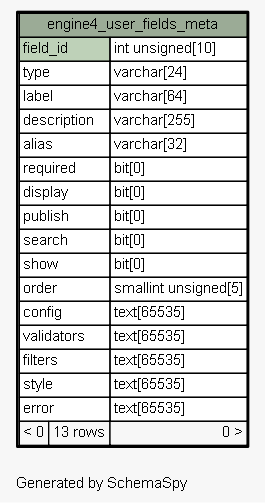 engine4_user_fields_meta
field_id int unsigned[10]
type varchar[24]
label varchar[64]
description varchar[255]
alias varchar[32]
required bit[0]
display bit[0]
publish bit[0]
search bit[0]
show bit[0]
order smallint unsigned[5]
config text[65535]
validators text[65535]
filters text[65535]
style text[65535]
error text[65535]
< 0 13 rows 0 >
Generated by SchemaSpy